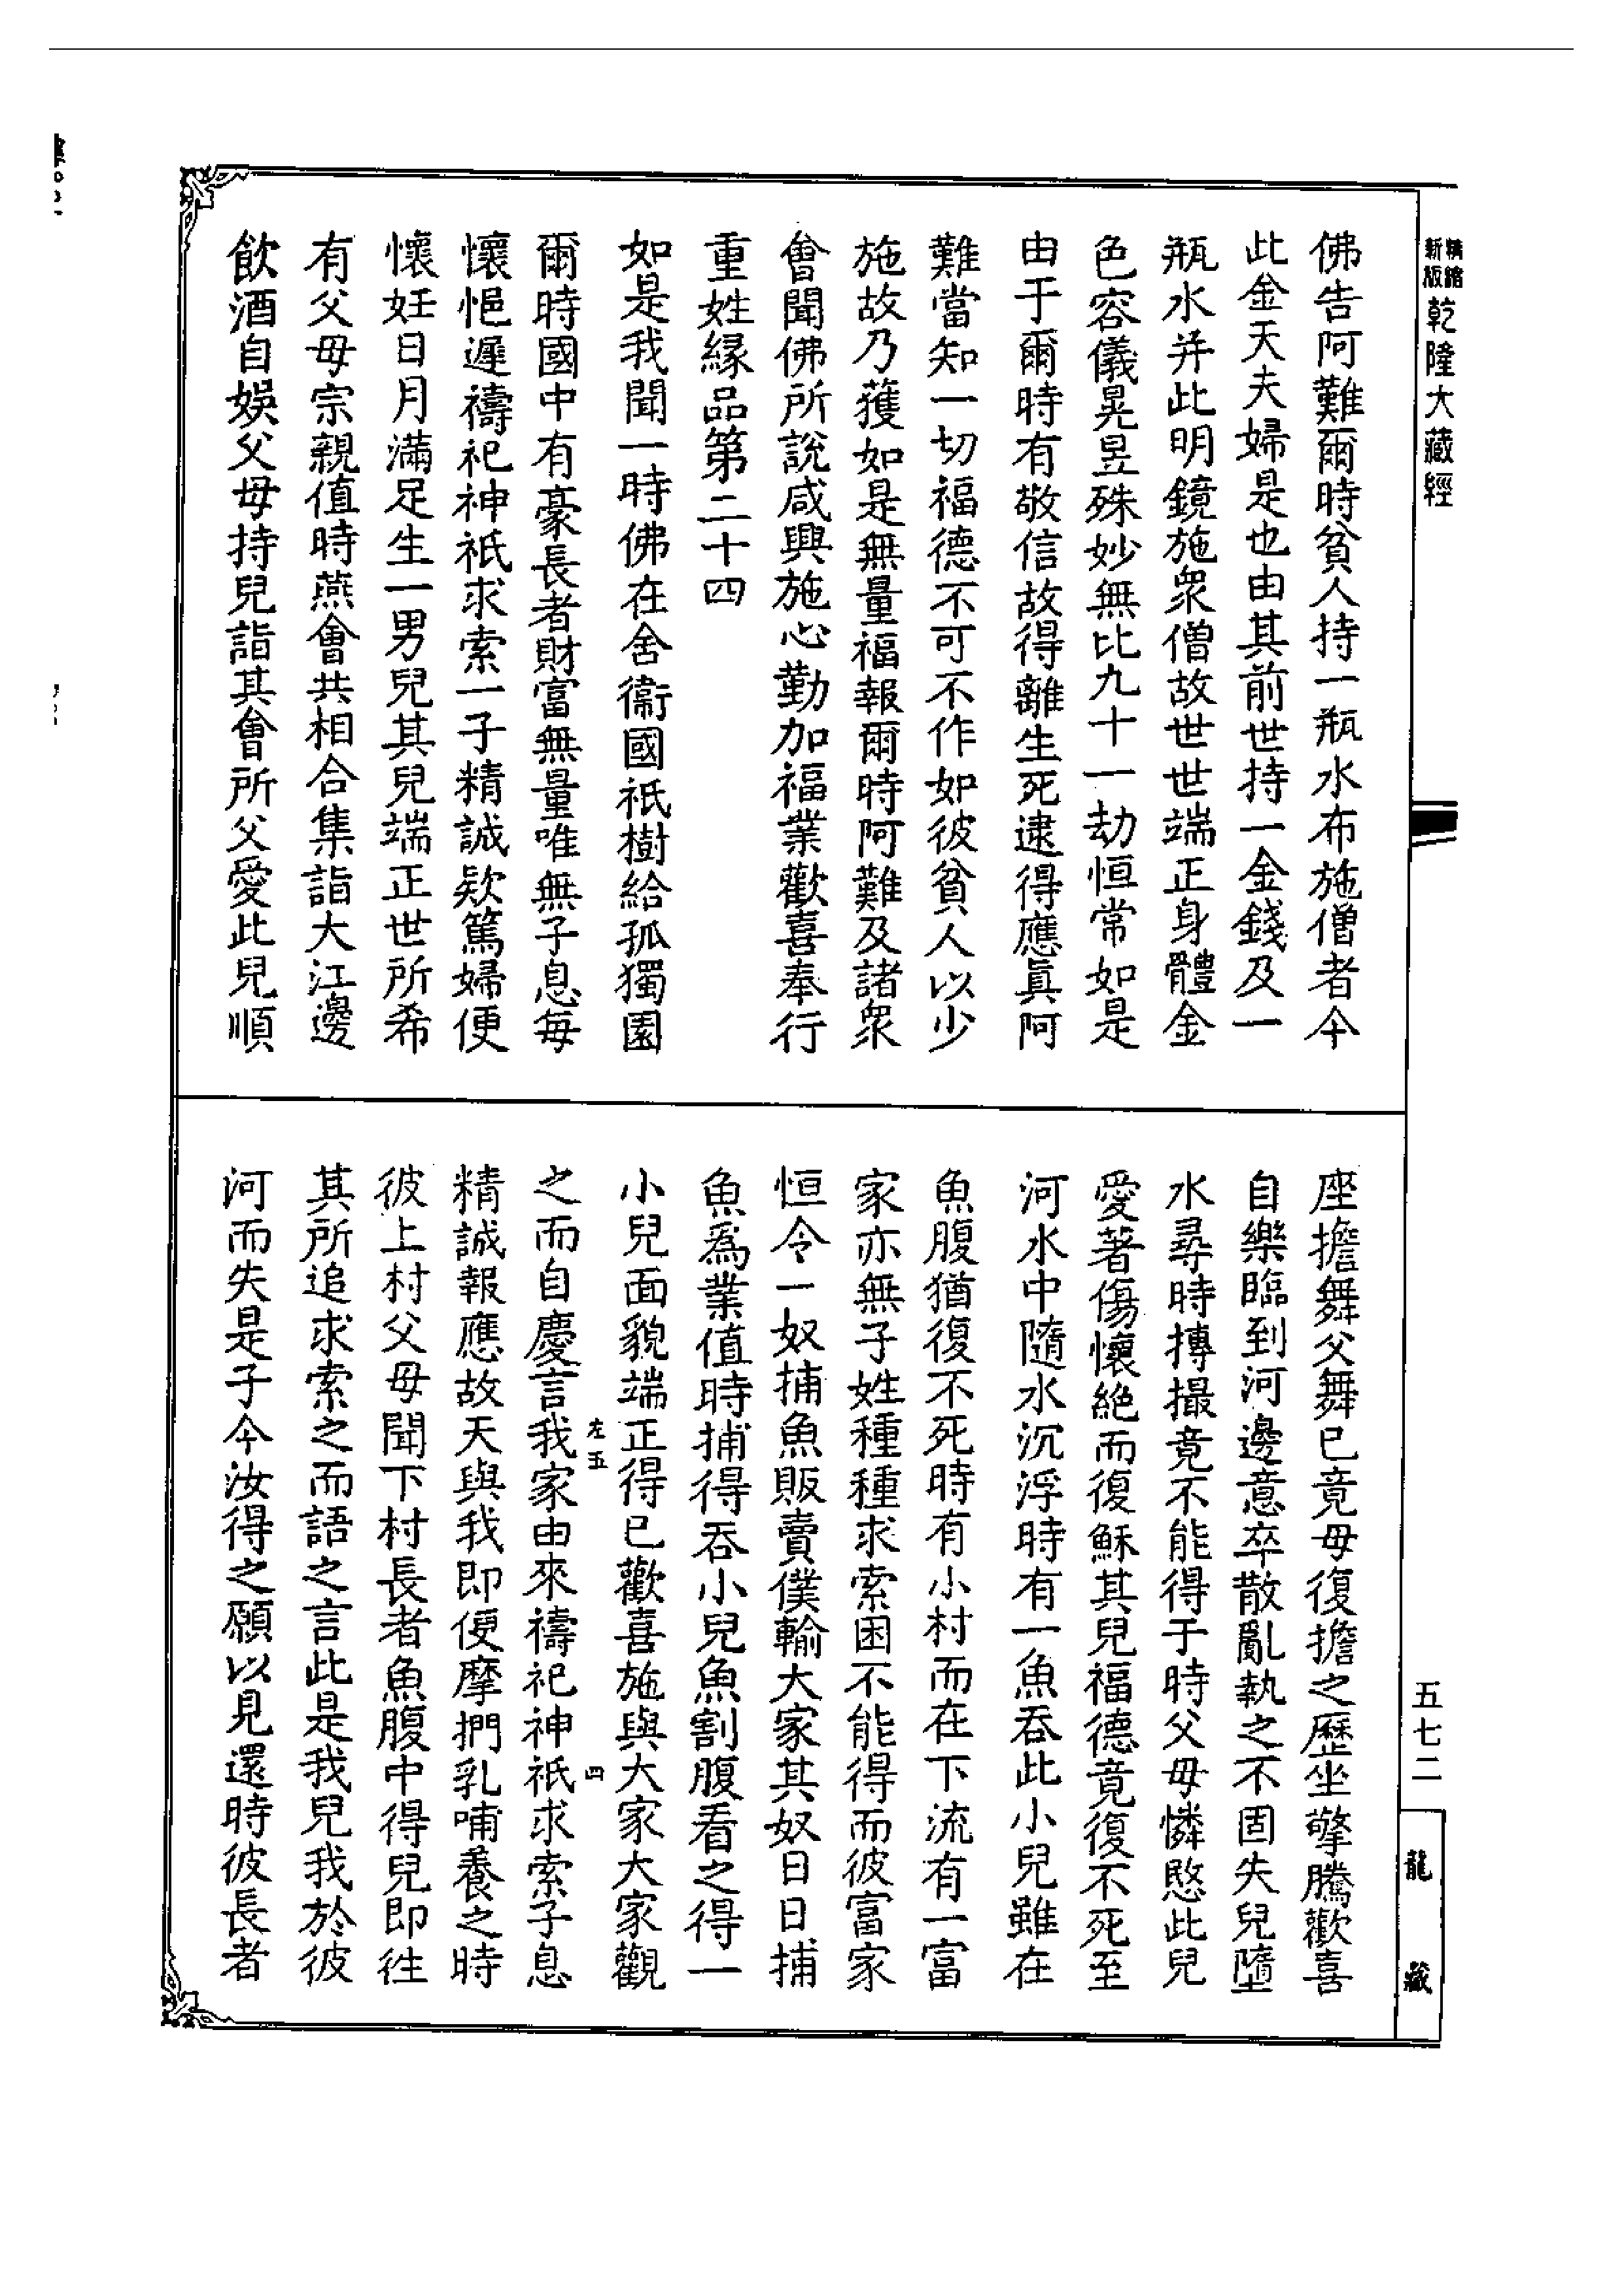 精縮新版乾隆大藏經
佛告阿難爾時貧人持一瓶水布施僧者今
此金天夫婦是也由其前世持一金錢及一
瓶水并此明鏡施衆僧故世世端正身體金
色容儀晃昱殊妙無比九十一劫恒常如是
由于爾時有敬信故得離生死逮得應眞阿
難當知一切福德不可不作如彼貧人以少
施故乃獲如是無量福報爾時阿難及諸衆
會聞佛所說咸興施心勤加福業歡喜奉行
重姓緣品第二十四
如是我聞一時佛在舍衞國祇樹給孤獨園
爾時國中有豪長者財富無量唯無子息每
懷悒遲禱祀神祇求索一子精誠欵篤婦便
懷妊日月滿足生一男兒其兒端正世所希
有父母宗親值時燕會共相合集詣大江邊
飲酒自娛父母持兒詣其會所父愛此兒順
座擔舞父舞已竟母復擔之歷坐擎騰歡喜
自樂臨到河邊意卒散亂執之不固失兒墮
水尋時摶撮竟不能得于時父母憐愍此兒
愛著傷懷絕而復穌其兒福德竟復不死至
河水中隨水沉浮時有一魚吞此小兒雖在
魚腹猶復不死時有小村而在下流有一富
家亦無子姓種種求索困不能得而彼富家
恒令一奴捕魚販賣僕輸大家其奴日日捕
魚爲業值時捕得吞小兒魚割腹看之得一
小兒面貌端正得已歡喜施與大家大家觀
左五 四
之而自慶言我家由來禱祀神祇求索子息
精誠報應故天與我即便摩捫乳哺養之時
彼上村父母聞下村長者魚腹中得兒即往
其所追求索之而語之言此是我兒我於彼
河而失是子今汝得之願以見還時彼長者
五七二
龍藏